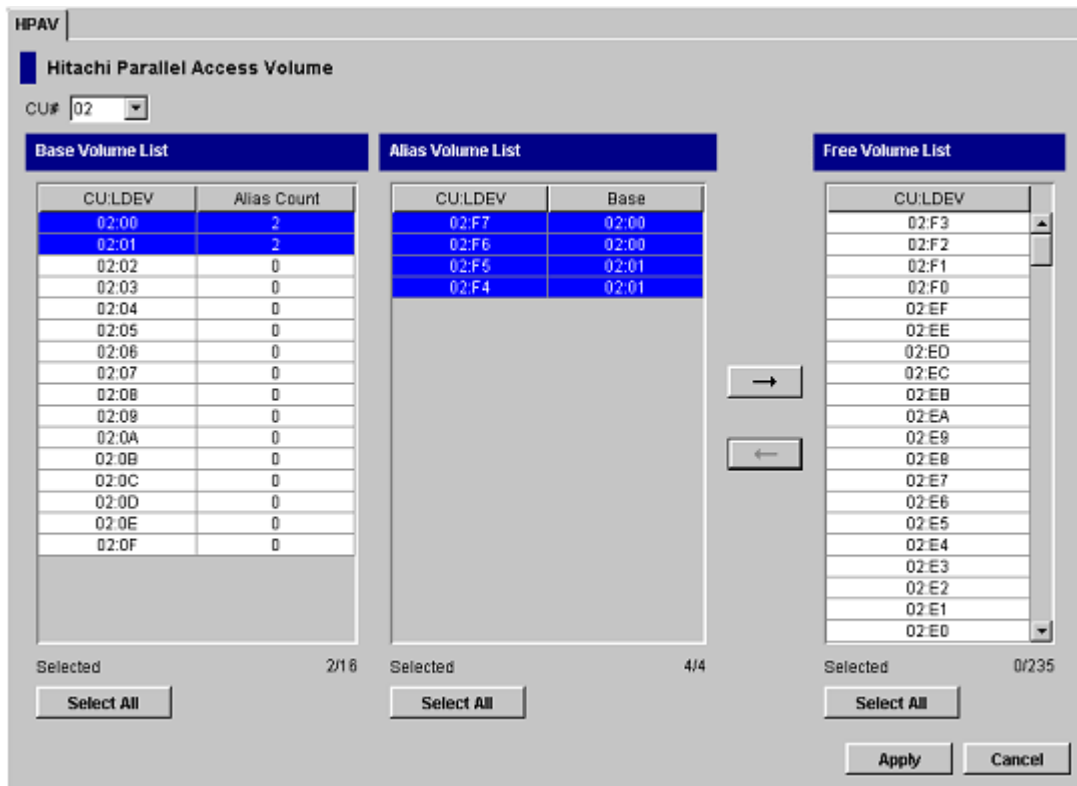 HPAV
Hitachi Parallel Access Volume
CU# 02
Base Volume List
CU:LDEV Alias Count
02:00 2
02:01 2
02:02 0
02:03 0
02:04 0
02:05 0
02:06 0
02:07 0
02:08 0
02:09 0
02:0A 0
02:0B 0
02:0C 0
02:0D 0
02:0E 0
02:0F 0
Selected 2/16
Select All
Alias Volume List
CU:LDEV Base
02:F7 02:00
02:F6 02:00
02:F5 02:01
02:F4 02:01
Selected 4/4
Select All
Free Volume List
CU:LDEV
02:F3
02:F2
02:F1
02:F0
02:EF
02:EE
02:ED
02:EC
02:EB
02:EA
02:E9
02:E8
02:E7
02:E6
02:E5
02:E4
02:E3
02:E2
02:E1
02:E0
Selected 0/235
Select All
Apply Cancel